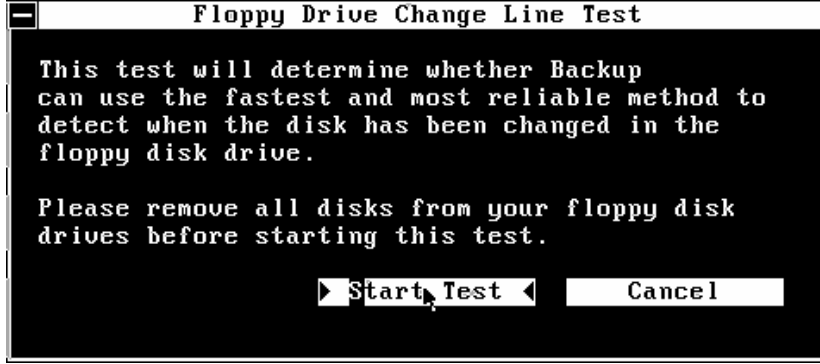 Floppy Drive Change Line Test
This test will determine whether Backup
can use the fastest and most reliable method to
detect when the disk has been changed in the
floppy disk drive.
Please remove all disks from your floppy disk
drives before starting this test.
Start Test Cancel